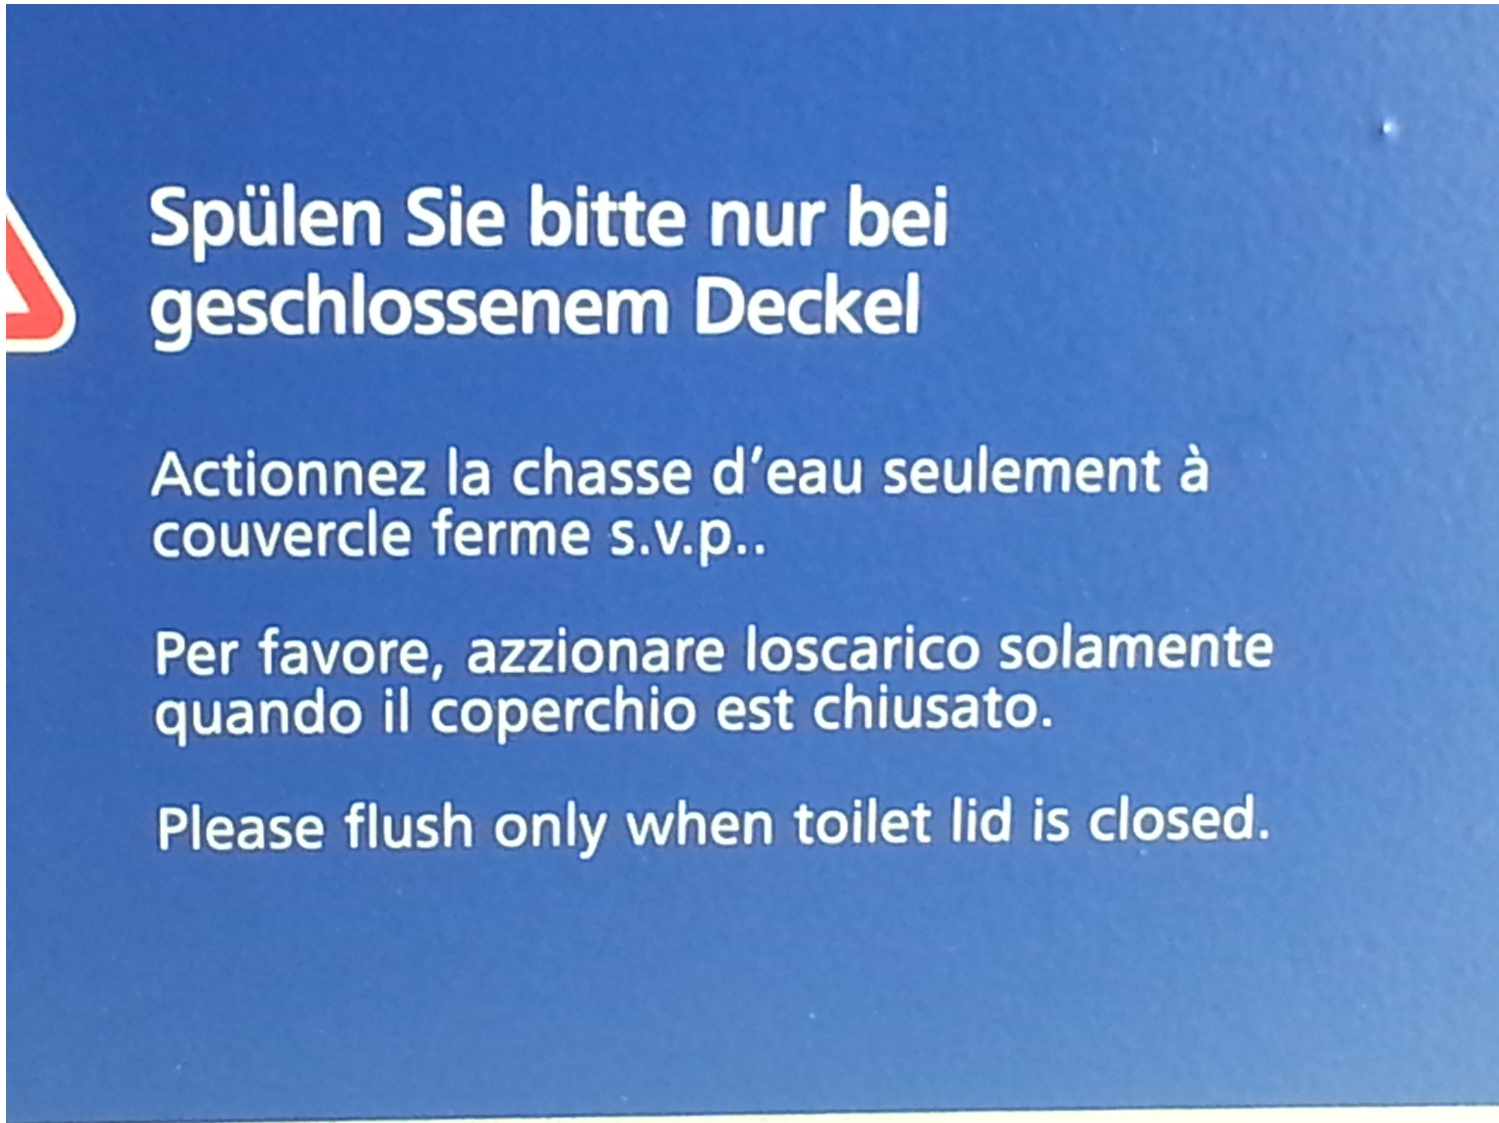 Spülen Sie bitte nur bei
geschlossenem Deckel
Actionnez la chasse d'eau seulement à
couvercle ferme s.v.p..
Per favore, azzionare loscarico solamente
quando il coperchio est chiusato.
Please flush only when toilet lid is closed.